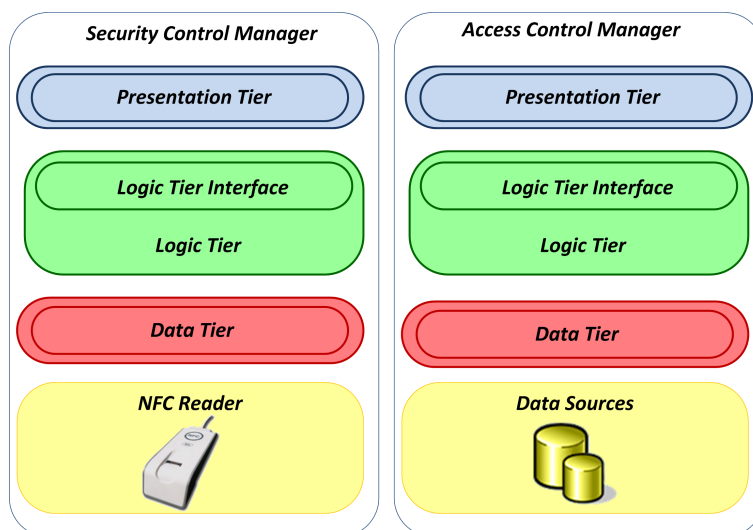 Security Control Manager
Presentation Tier
Logic Tier Interface
Logic Tier
Data Tier
NFC Reader
NFC
Access Control Manager
Presentation Tier
Logic Tier Interface
Logic Tier
Data Tier
Data Sources